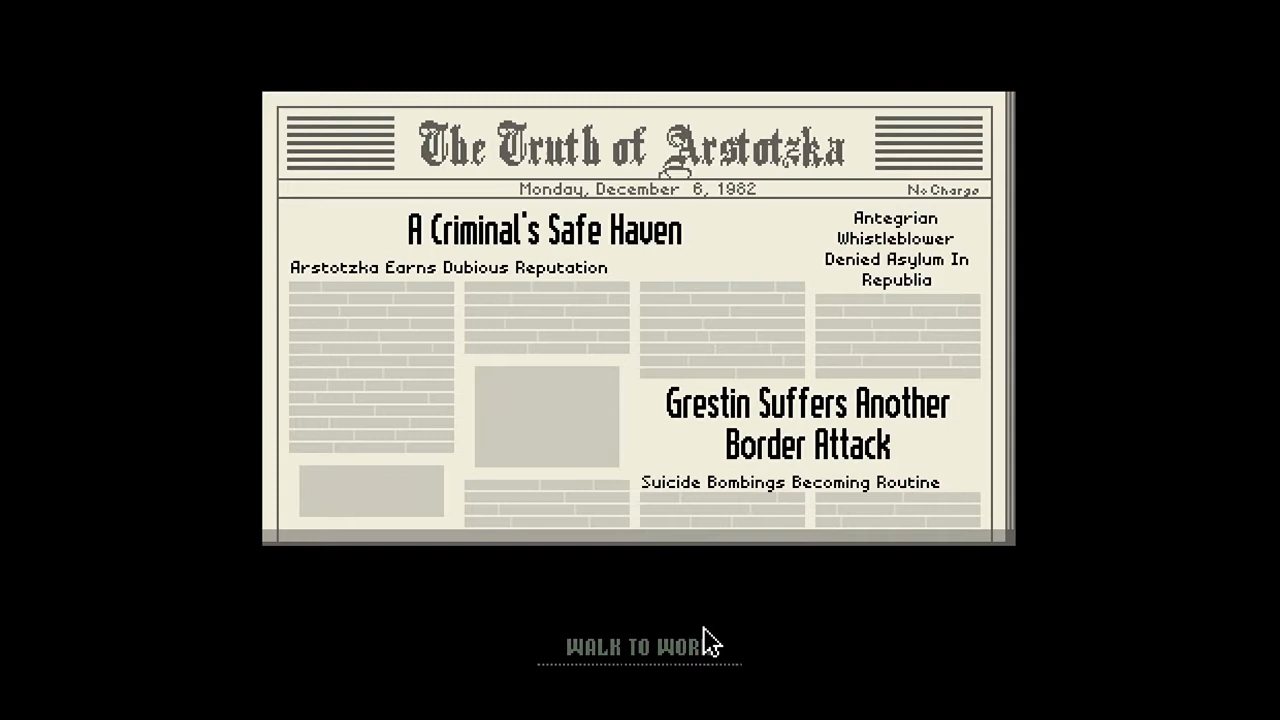 The Truth of Arstotzka
Monday, December 6, 1982
No Charge
A Criminal's Safe Haven
Arstotzka Earns Dubious Reputation
Antegrian
Whistleblower
Denied Asylum In
Republia
Grestin Suffers Another
Border Attack
Suicide Bombings Becoming Routine
WALK TO WORK